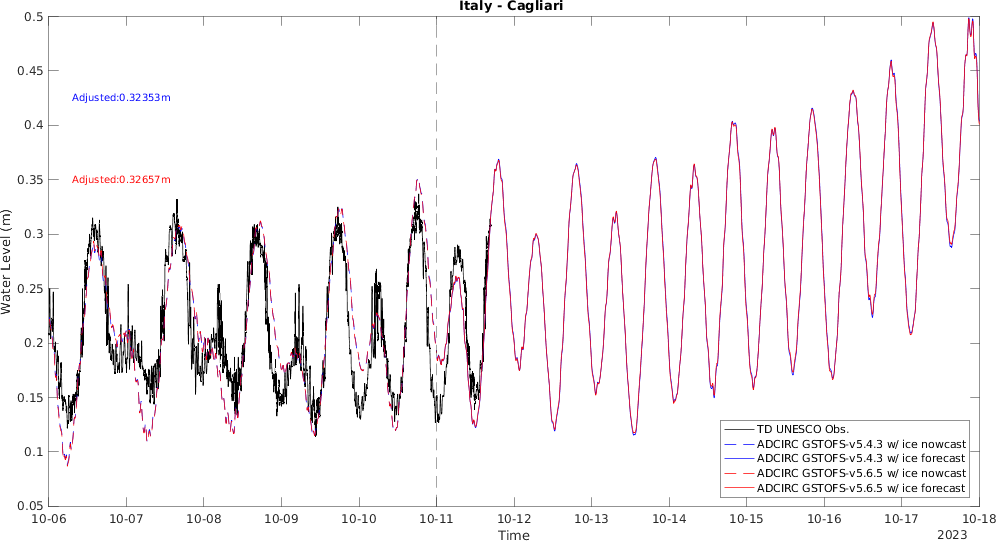 Italy - Cagliari
0.5
0.45
0.4
0.35
0.3
0.25
0.2
0.15
0.1
0.05
Water Level (m)
Adjusted:0.32353m
Adjusted:0.32657m
TD UNESCO Obs.
ADCIRC GSTOFS-v5.4.3 w/ ice nowcast
ADCIRC GSTOFS-v5.4.3 w/ ice forecast
ADCIRC GSTOFS-v5.6.5 w/ ice nowcast
ADCIRC GSTOFS-v5.6.5 w/ ice forecast
10-06 10-07 10-08 10-09 10-10 10-11 10-12 10-13 10-14 10-15 10-16 10-17 10-18
Time
2023